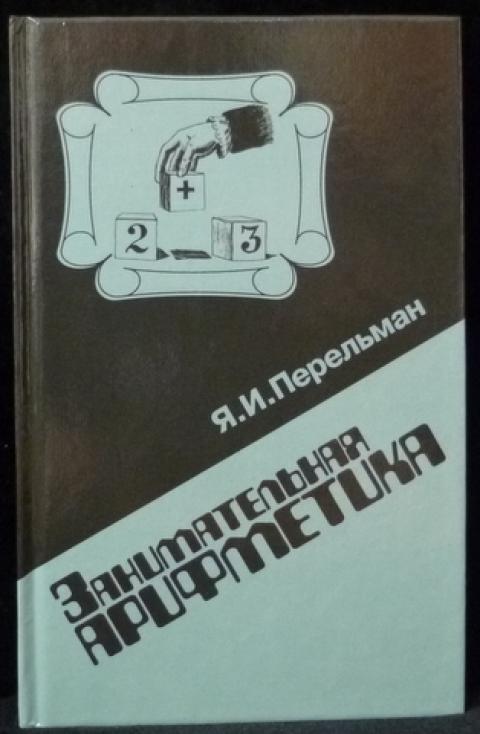 +
2 3
Я.И.Перельман
Занимательная
арифметика